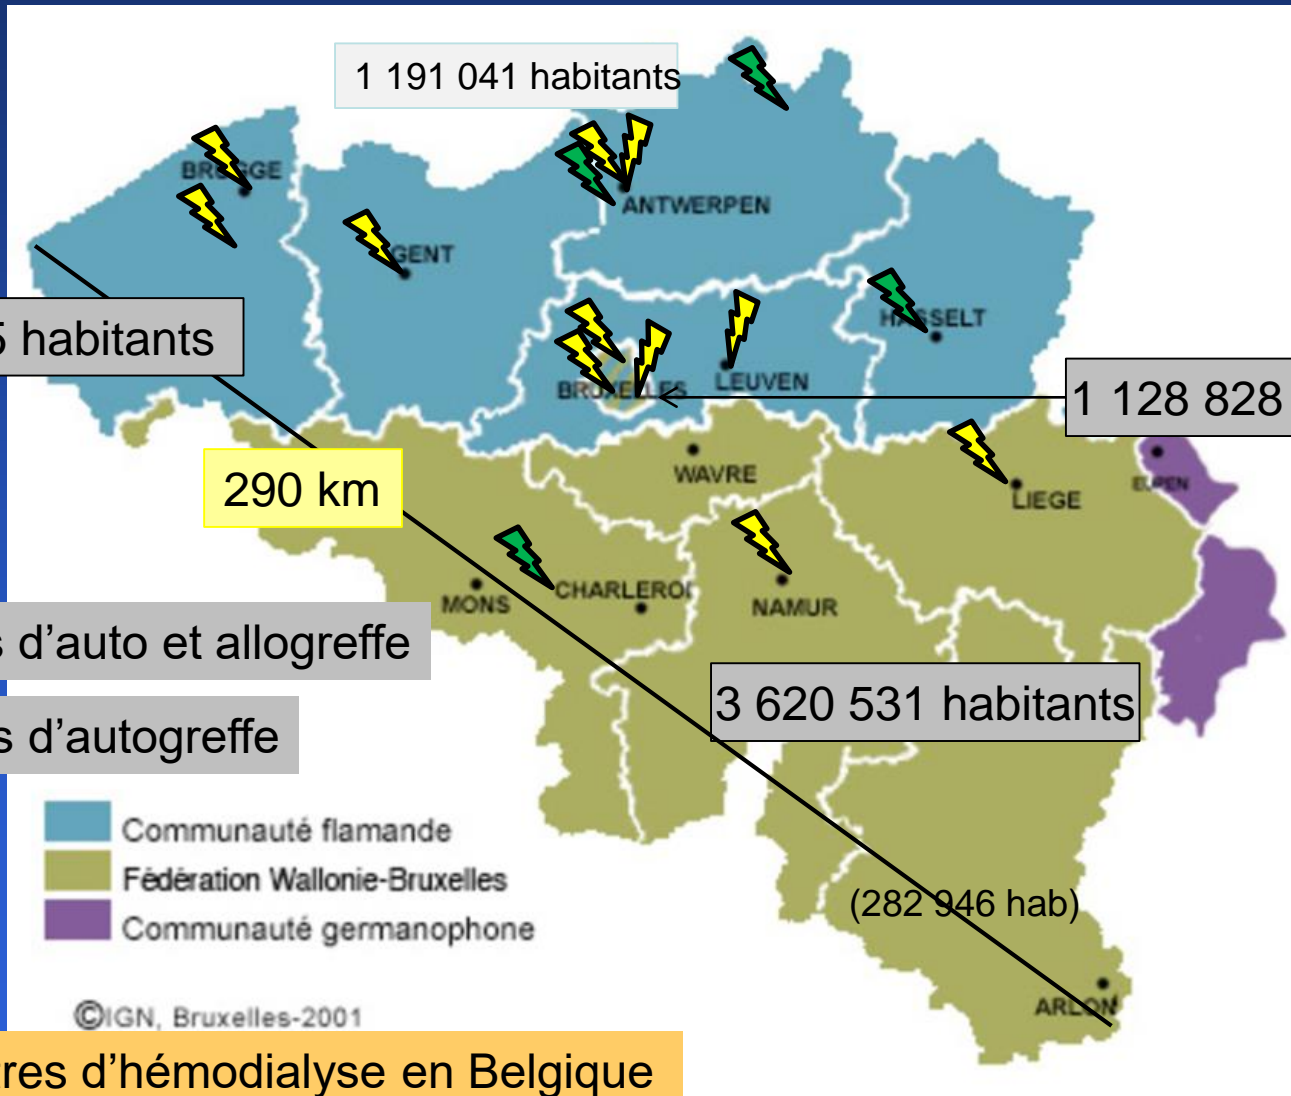 1 191 041 habitants
BRUGGE
ANTWERPEN
GENT
HASSELT
5 habitants
BRUXELLES
LEUVEN
1 128 828
WAVRE
EUPEN
LIEGE
290 km
MONS
CHARLEROI
NAMUR
s d’auto et allogreffe
3 620 531 habitants
s d’autogreffe
Communauté flamande
Fédération Wallonie-Bruxelles
(282 946 hab)
Communauté germanophone
ARLON
©IGN, Bruxelles-2001
tres d’hémodialyse en Belgique